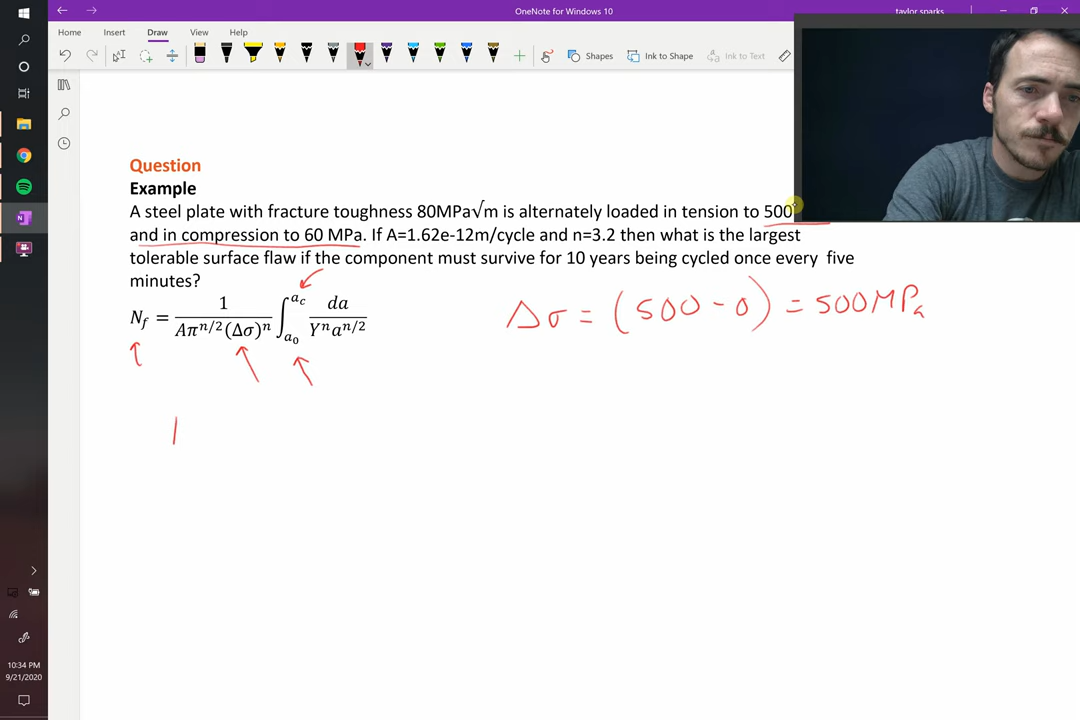 OneNote for Windows 10
taylor sparks
Home Insert Draw View Help
Shapes Ink to Shape Ink to Text
Question
Example
A steel plate with fracture toughness 80MPa√m is alternately loaded in tension to 500
and in compression to 60 MPa. If A=1.62e-12m/cycle and n=3.2 then what is the largest
tolerable surface flaw if the component must survive for 10 years being cycled once every five
minutes?
N_f = 1 / (Aπ^{n/2}(Δσ)^n) ∫_{a_0}^{a_c} da / (Y^n a^{n/2})
Δσ = (500 - 0) = 500 MPa
10:34 PM
9/21/2020